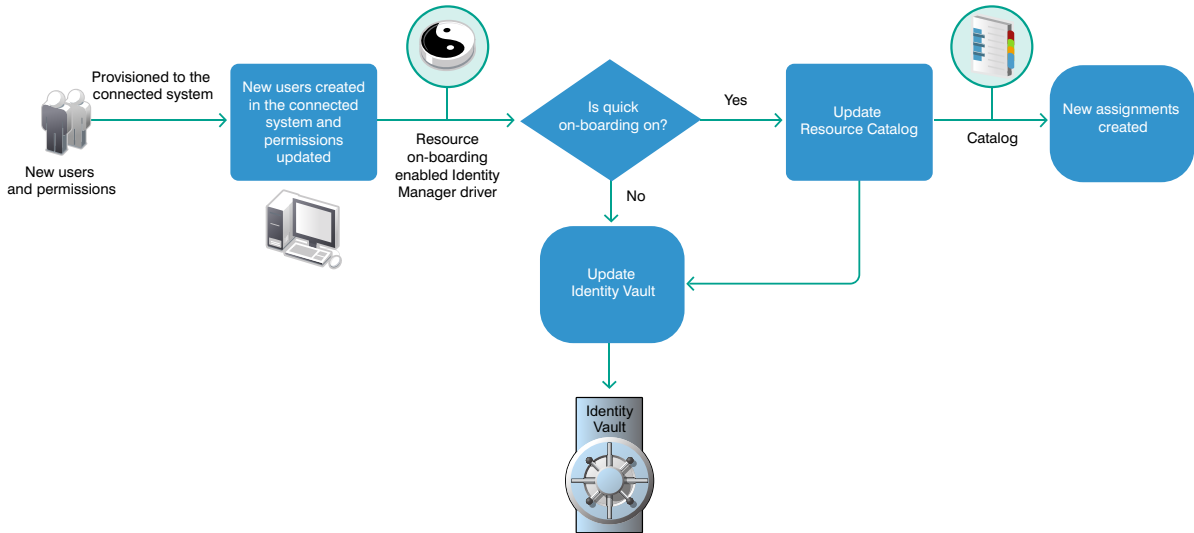 Provisioned to the
connected system
New users
and permissions
New users created
in the connected
system and
permissions
updated
Resource
on-boarding
enabled Identity
Manager driver
Is quick
on-boarding on?
Yes
No
Update
Resource Catalog
Catalog
New assignments
created
Update
Identity Vault
Identity
Vault